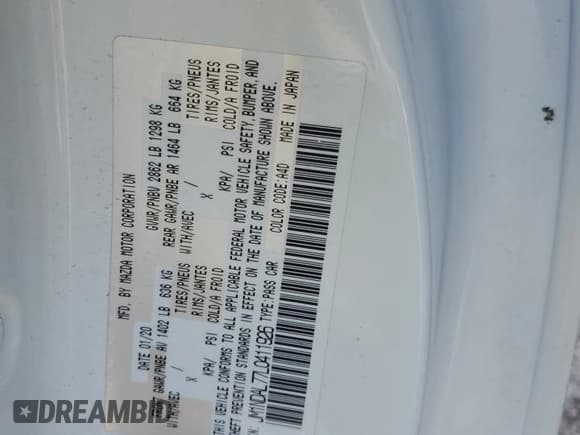 MFD. BY MAZDA MOTOR CORPORATION
DATE 01/20 GVWR/PNBV 2862 LB 1298 KG
GAWR/PNBE AV 1402 LB 636 KG REAR GAWR/PNBE AR 1464 LB 664 KG
TIRES/PNEUS WITH/AVEC TIRES/PNEUS
RIMS/JANTES X / RIMS/JANTES
COLD/A FROID KPA/ PSI COLD/A FROID
THIS VEHICLE CONFORMS TO ALL APPLICABLE FEDERAL MOTOR VEHICLE SAFETY, BUMPER, AND
THEFT PREVENTION STANDARDS IN EFFECT ON THE DATE OF MANUFACTURE SHOWN ABOVE.
JM1DDAL77L0411926 TYPE:PASS CAR COLOR CODE:A4D MADE IN JAPAN
DREAMBID.COM